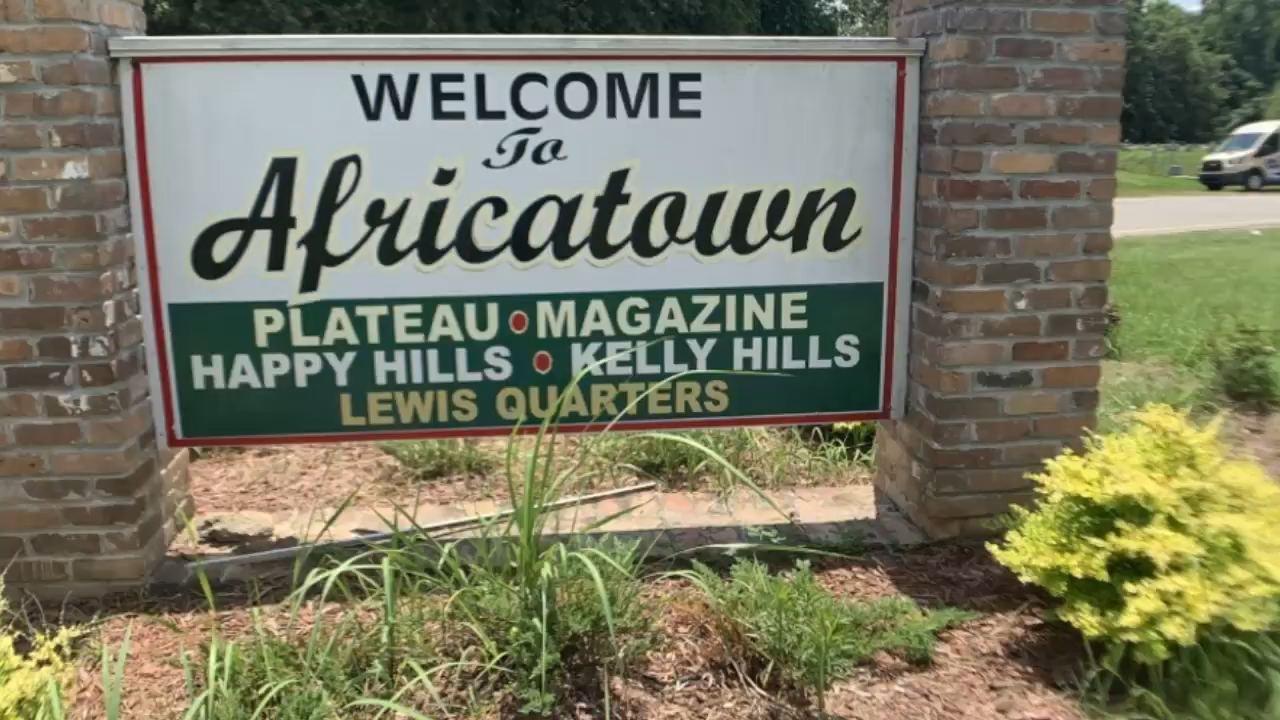 WELCOME
To
Africatown
PLATEAU • MAGAZINE
HAPPY HILLS • KELLY HILLS
LEWIS QUARTERS